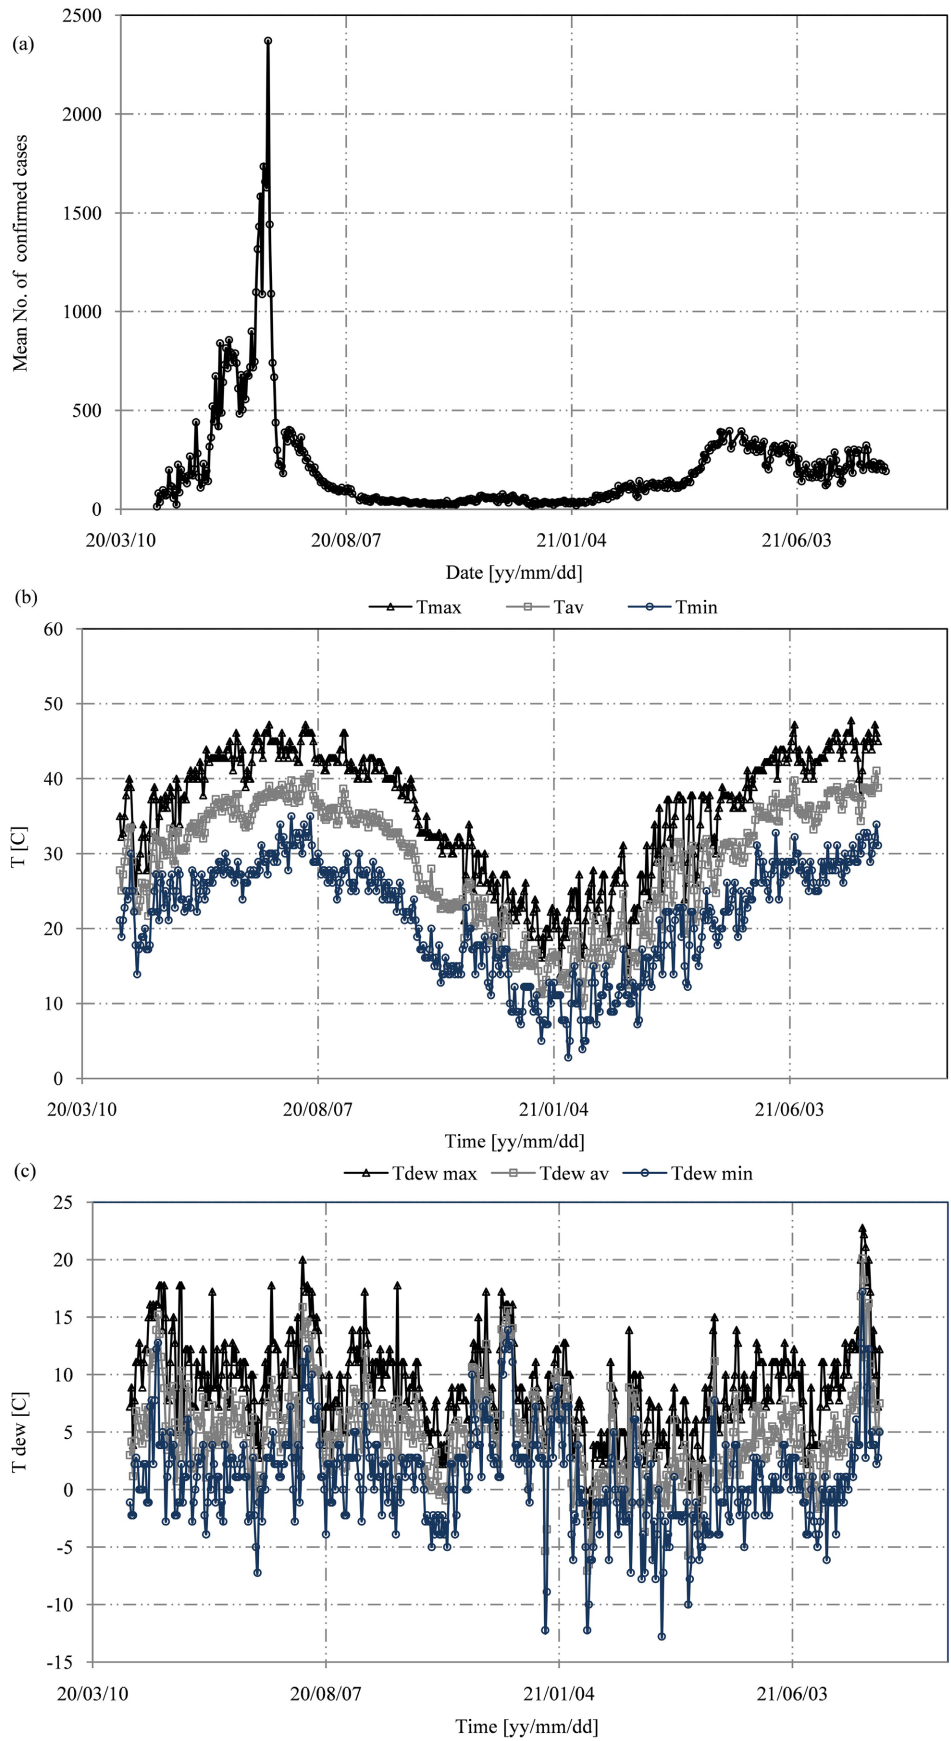 (a)
2500
2000
1500
1000
500
0
Mean No. of confirmed cases
20/03/10 20/08/07 21/01/04 21/06/03
Date [yy/mm/dd]
(b)
Tmax Tav Tmin
60
50
40
30
20
10
0
T [C]
20/03/10 20/08/07 21/01/04 21/06/03
Time [yy/mm/dd]
(c)
Tdew max Tdew av Tdew min
25
20
15
10
5
0
-5
-10
-15
T dew [C]
20/03/10 20/08/07 21/01/04 21/06/03
Time [yy/mm/dd]